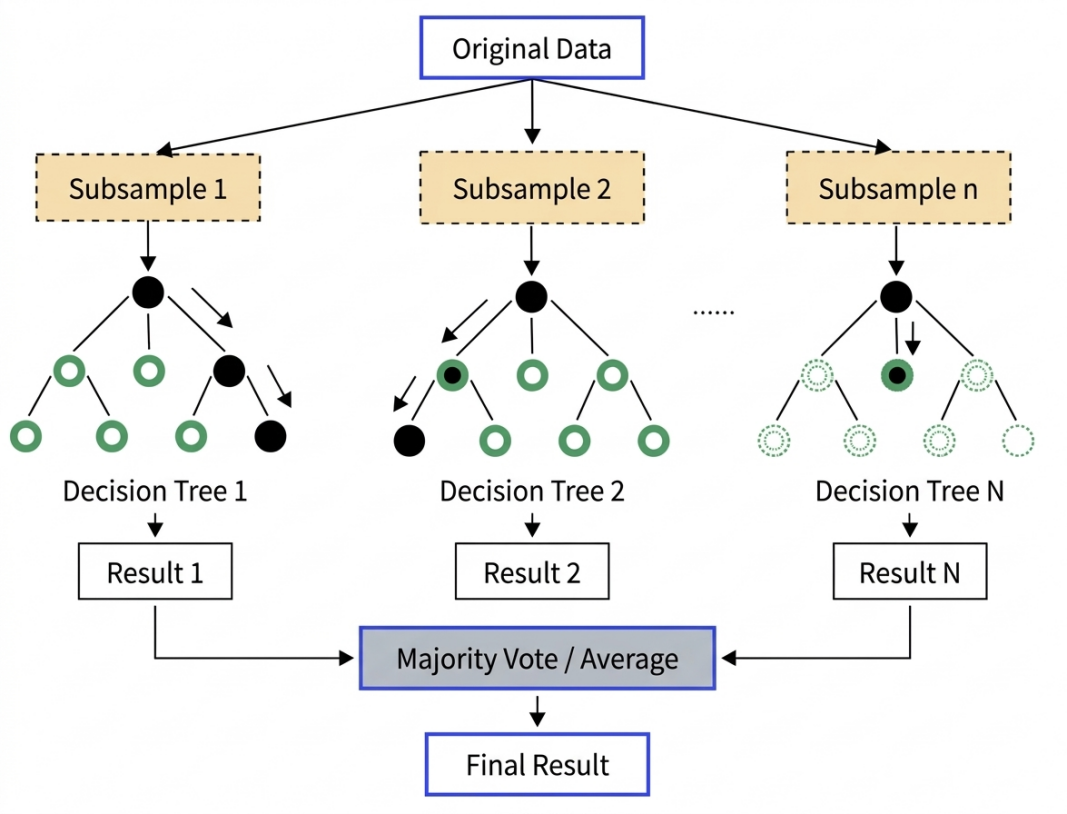 Original Data
Subsample 1
Subsample 2
Subsample n
......
Decision Tree 1
Decision Tree 2
Decision Tree N
Result 1
Result 2
Result N
Majority Vote / Average
Final Result